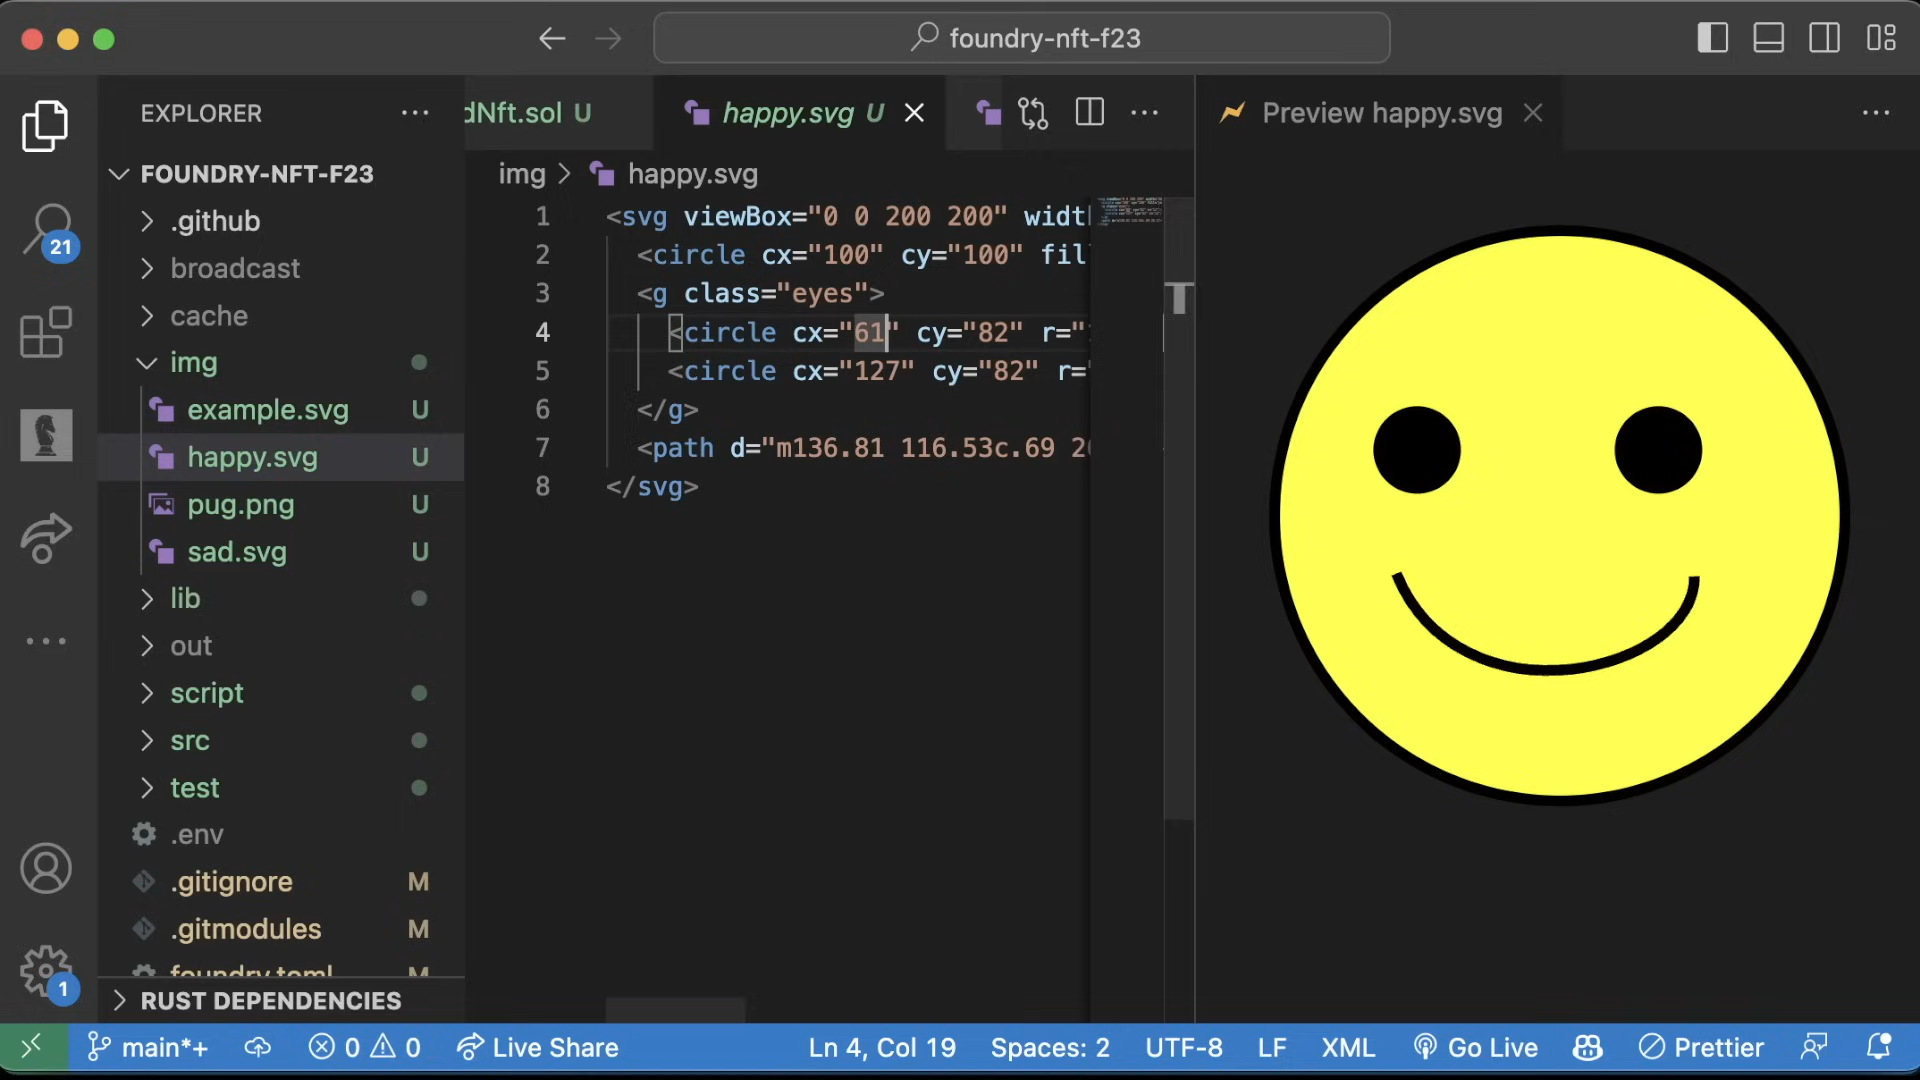 foundry-nft-f23
EXPLORER
dNft.sol U
happy.svg U
Preview happy.svg
FOUNDRY-NFT-F23
.github
broadcast
cache
img
example.svg U
happy.svg U
pug.png U
sad.svg U
lib
out
script
src
test
.env
.gitignore M
.gitmodules M
foundry.toml M
RUST DEPENDENCIES
21
1
img > happy.svg
1 <svg viewBox="0 0 200 200" width
2 <circle cx="100" cy="100" fil
3 <g class="eyes">
4 <circle cx="61" cy="82" r="
5 <circle cx="127" cy="82" r="
6 </g>
7 <path d="m136.81 116.53c.69 2
8 </svg>
main*+ 0 0 Live Share Ln 4, Col 19 Spaces: 2 UTF-8 LF XML Go Live Prettier